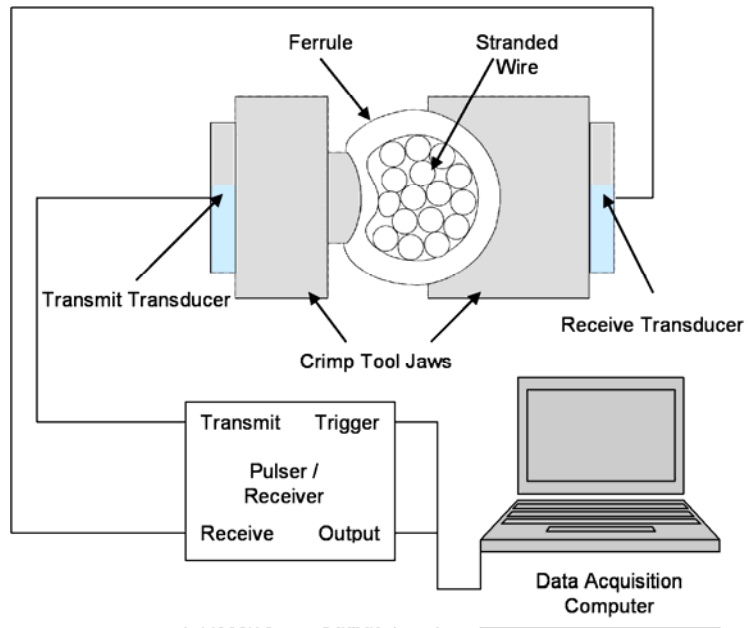 Ferrule
Stranded
Wire
Transmit Transducer
Receive Transducer
Crimp Tool Jaws
Transmit Trigger
Pulser /
Receiver
Receive Output
Data Acquisition
Computer